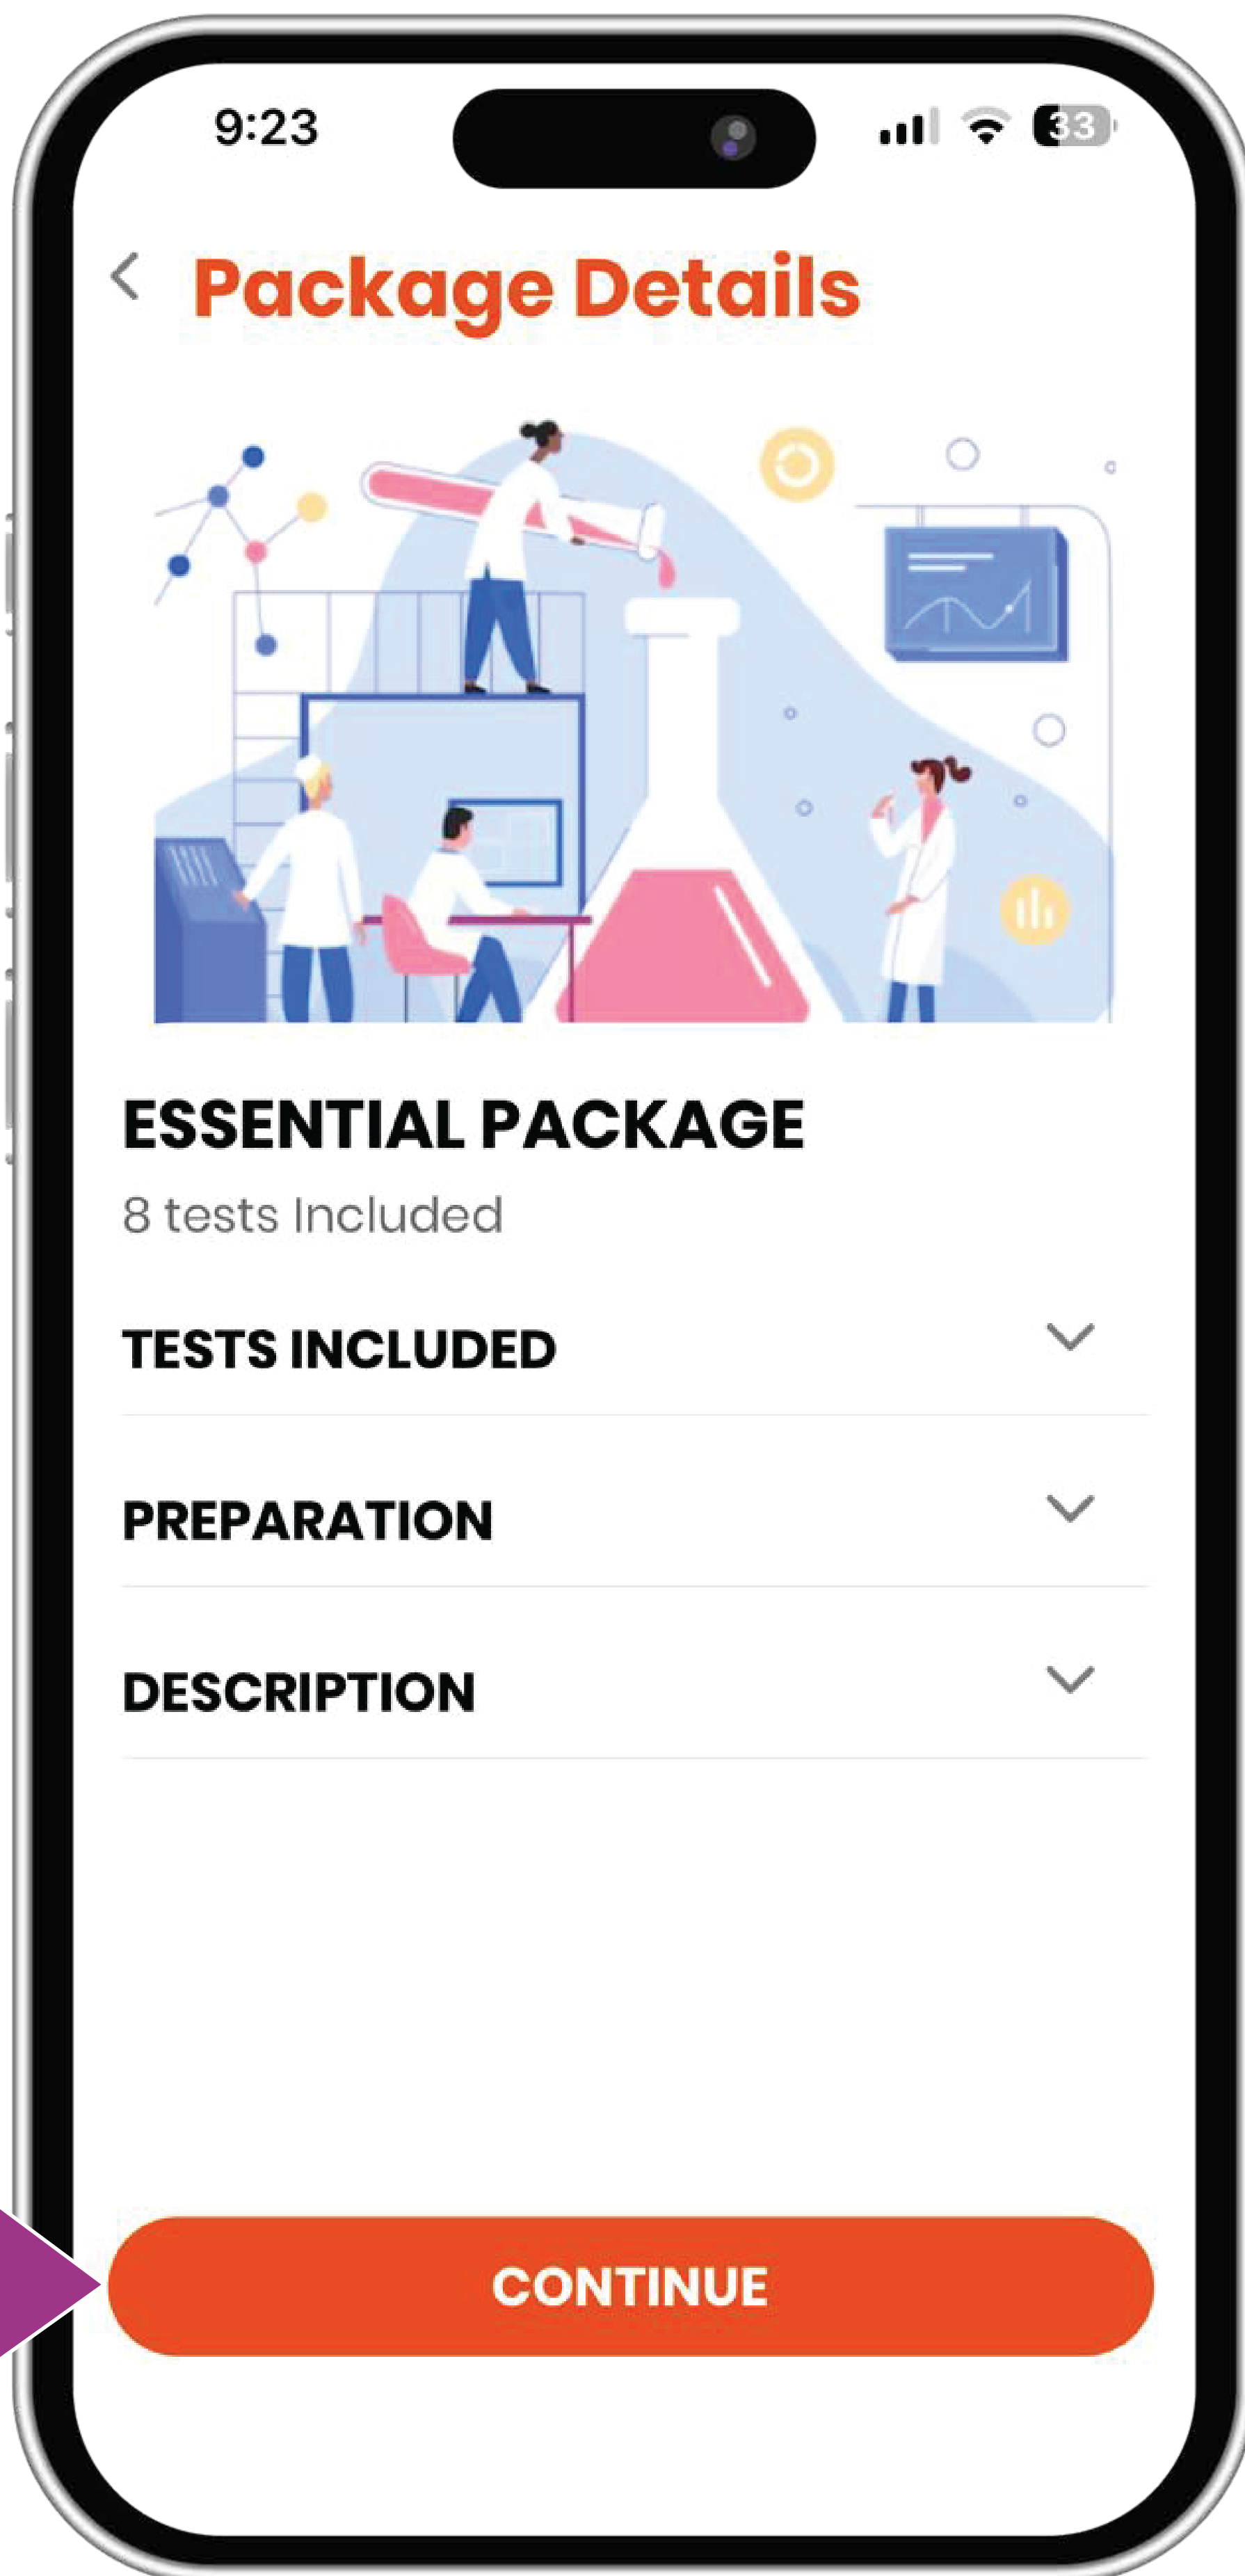 9:23
33
Package Details
ESSENTIAL PACKAGE
8 tests Included
TESTS INCLUDED
PREPARATION
DESCRIPTION
CONTINUE